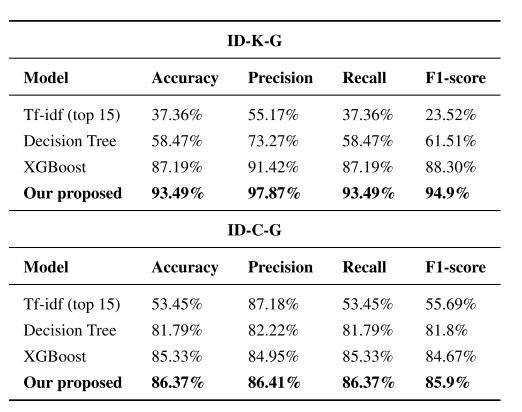 ID-K-G
Model Accuracy Precision Recall F1-score
Tf-idf (top 15) 37.36% 55.17% 37.36% 23.52%
Decision Tree 58.47% 73.27% 58.47% 61.51%
XGBoost 87.19% 91.42% 87.19% 88.30%
Our proposed 93.49% 97.87% 93.49% 94.9%
ID-C-G
Model Accuracy Precision Recall F1-score
Tf-idf (top 15) 53.45% 87.18% 53.45% 55.69%
Decision Tree 81.79% 82.22% 81.79% 81.8%
XGBoost 85.33% 84.95% 85.33% 84.67%
Our proposed 86.37% 86.41% 86.37% 85.9%